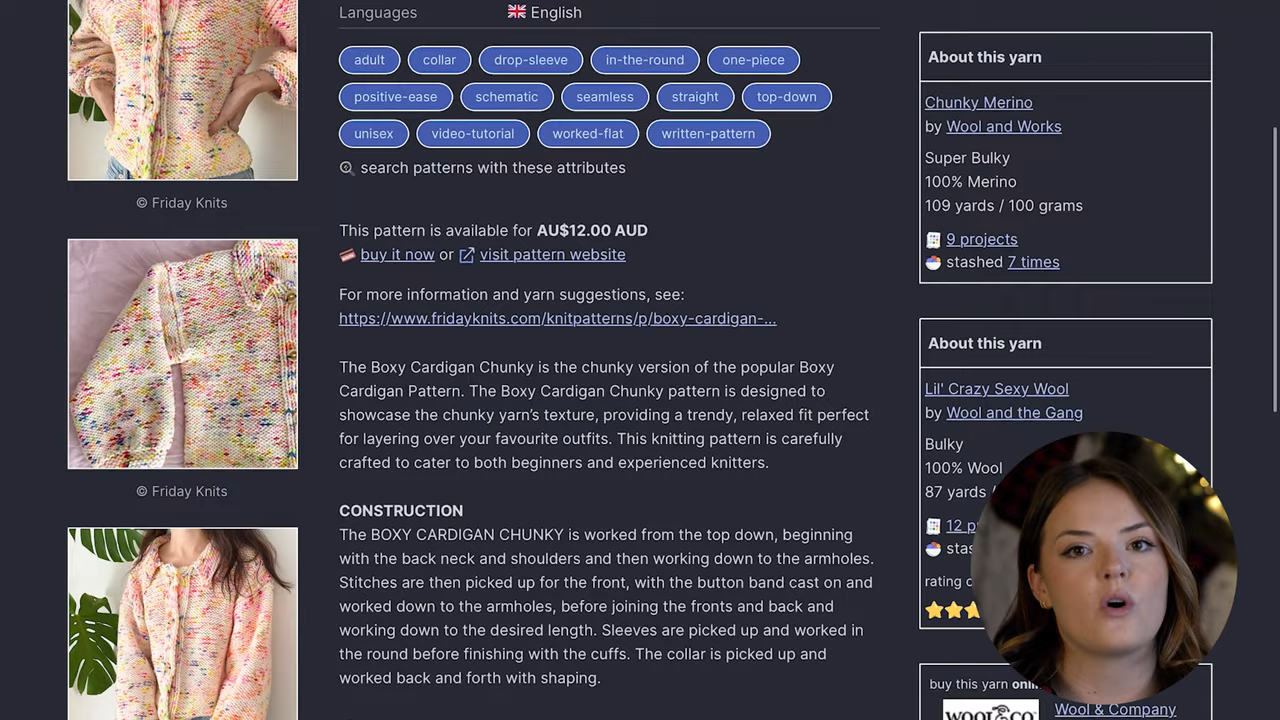 Languages
English
adult
collar
drop-sleeve
in-the-round
one-piece
positive-ease
schematic
seamless
straight
top-down
unisex
video-tutorial
worked-flat
written-pattern
search patterns with these attributes
This pattern is available for AU$12.00 AUD
buy it now or visit pattern website
For more information and yarn suggestions, see:
https://www.fridayknits.com/knitpatterns/p/boxy-cardigan-...
The Boxy Cardigan Chunky is the chunky version of the popular Boxy
Cardigan Pattern. The Boxy Cardigan Chunky pattern is designed to
showcase the chunky yarn’s texture, providing a trendy, relaxed fit perfect
for layering over your favourite outfits. This knitting pattern is carefully
crafted to cater to both beginners and experienced knitters.
CONSTRUCTION
The BOXY CARDIGAN CHUNKY is worked from the top down, beginning
with the back neck and shoulders and then working down to the armholes.
Stitches are then picked up for the front, with the button band cast on and
worked down to the armholes, before joining the fronts and back and
working down to the desired length. Sleeves are picked up and worked in
the round before finishing with the cuffs. The collar is picked up and
worked back and forth with shaping.
© Friday Knits
© Friday Knits
About this yarn
Chunky Merino
by Wool and Works
Super Bulky
100% Merino
109 yards / 100 grams
9 projects
stashed 7 times
About this yarn
Lil' Crazy Sexy Wool
by Wool and the Gang
Bulky
100% Wool
87 yards /
12
rating
buy this yarn
WOOL&CO
Wool & Company